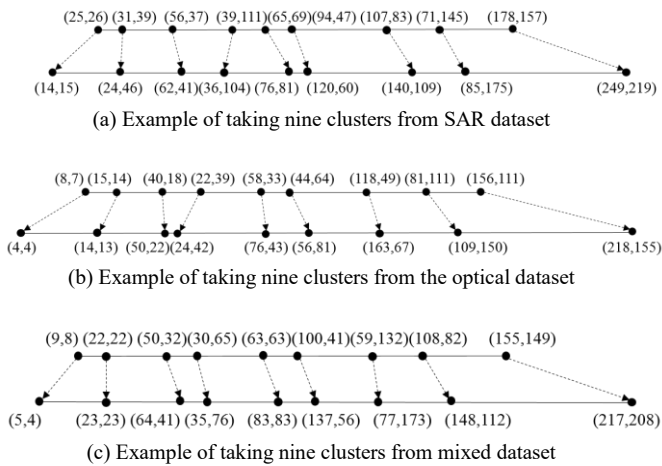 (25,26) (31,39) (56,37) (39,111) (65,69) (94,47) (107,83) (71,145) (178,157)
(14,15) (24,46) (62,41) (36,104) (76,81) (120,60) (140,109) (85,175) (249,219)
(a) Example of taking nine clusters from SAR dataset
(8,7) (15,14) (40,18) (22,39) (58,33) (44,64) (118,49) (81,111) (156,111)
(4,4) (14,13) (50,22) (24,42) (76,43) (56,81) (163,67) (109,150) (218,155)
(b) Example of taking nine clusters from the optical dataset
(9,8) (22,22) (50,32) (30,65) (63,63) (100,41) (59,132) (108,82) (155,149)
(5,4) (23,23) (64,41) (35,76) (83,83) (137,56) (77,173) (148,112) (217,208)
(c) Example of taking nine clusters from mixed dataset